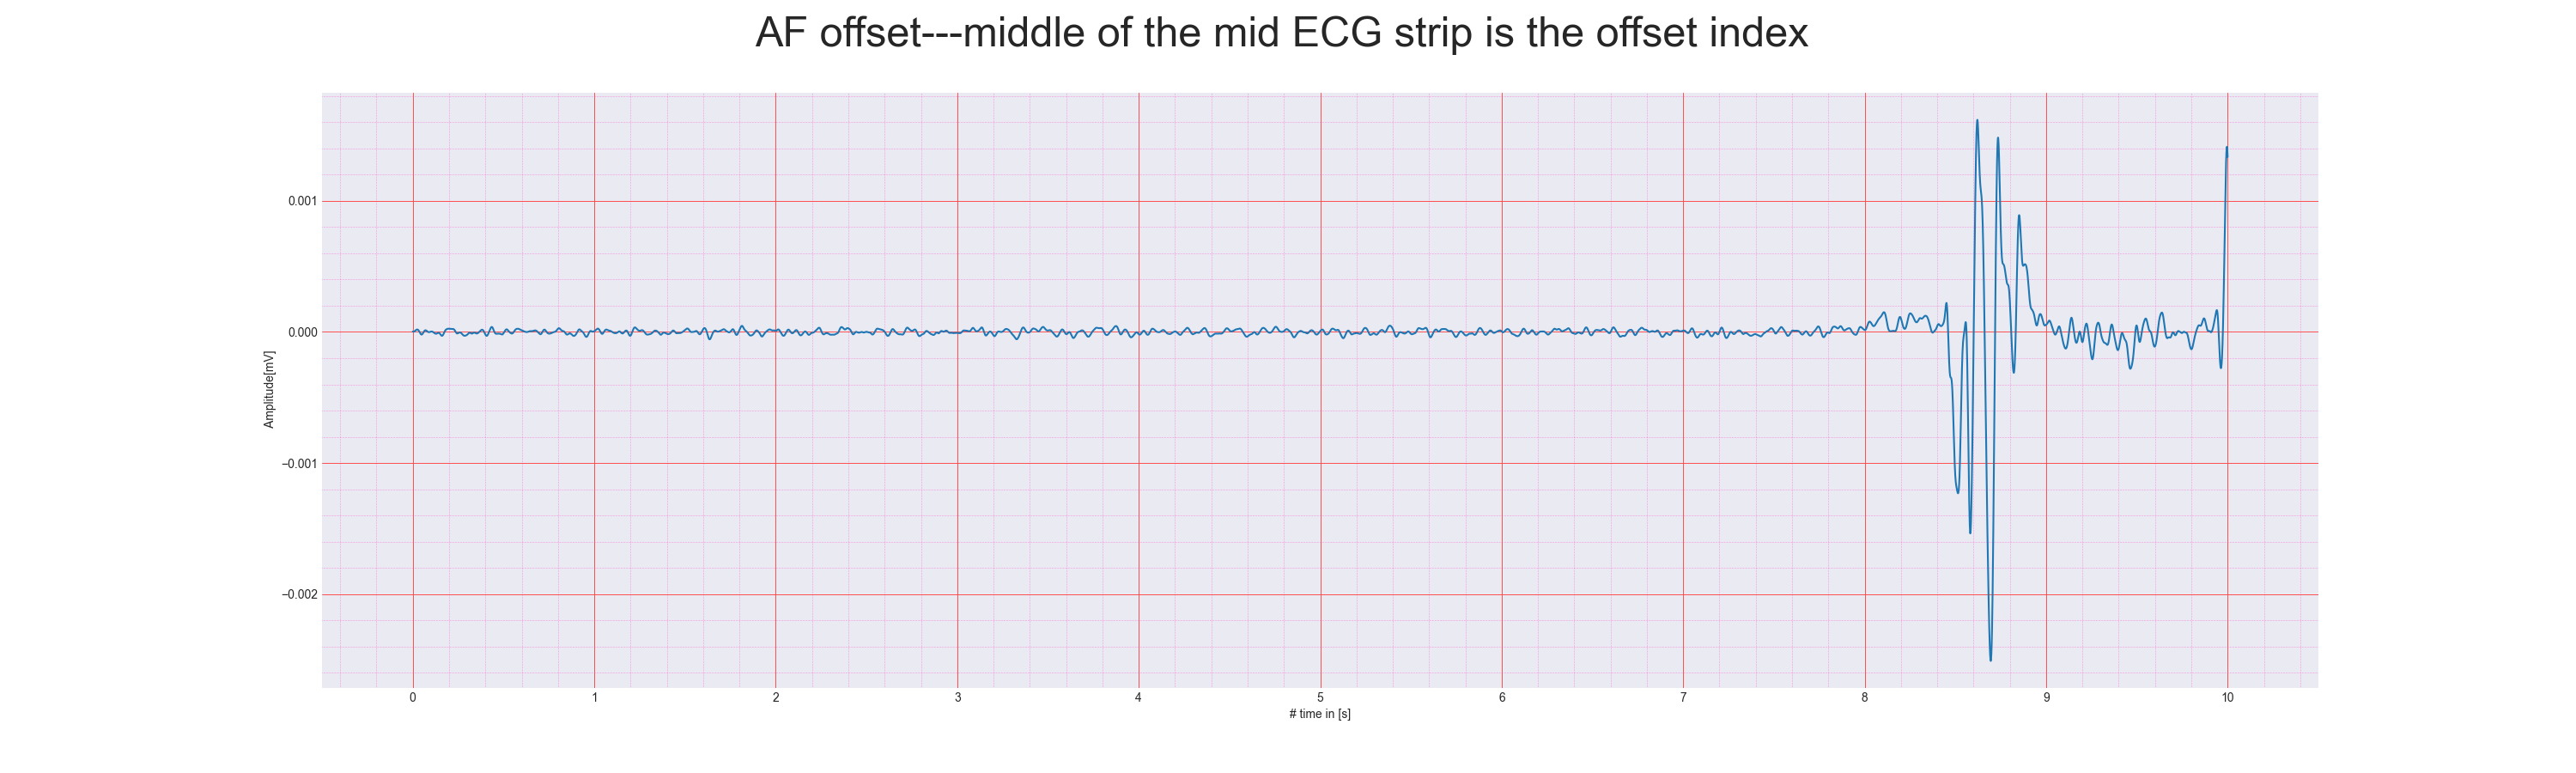 AF offset---middle of the mid ECG strip is the offset index
0.001
0.000
−0.001
−0.002
Amplitude[mV]
0 1 2 3 4 5 6 7 8 9 10
# time in [s]